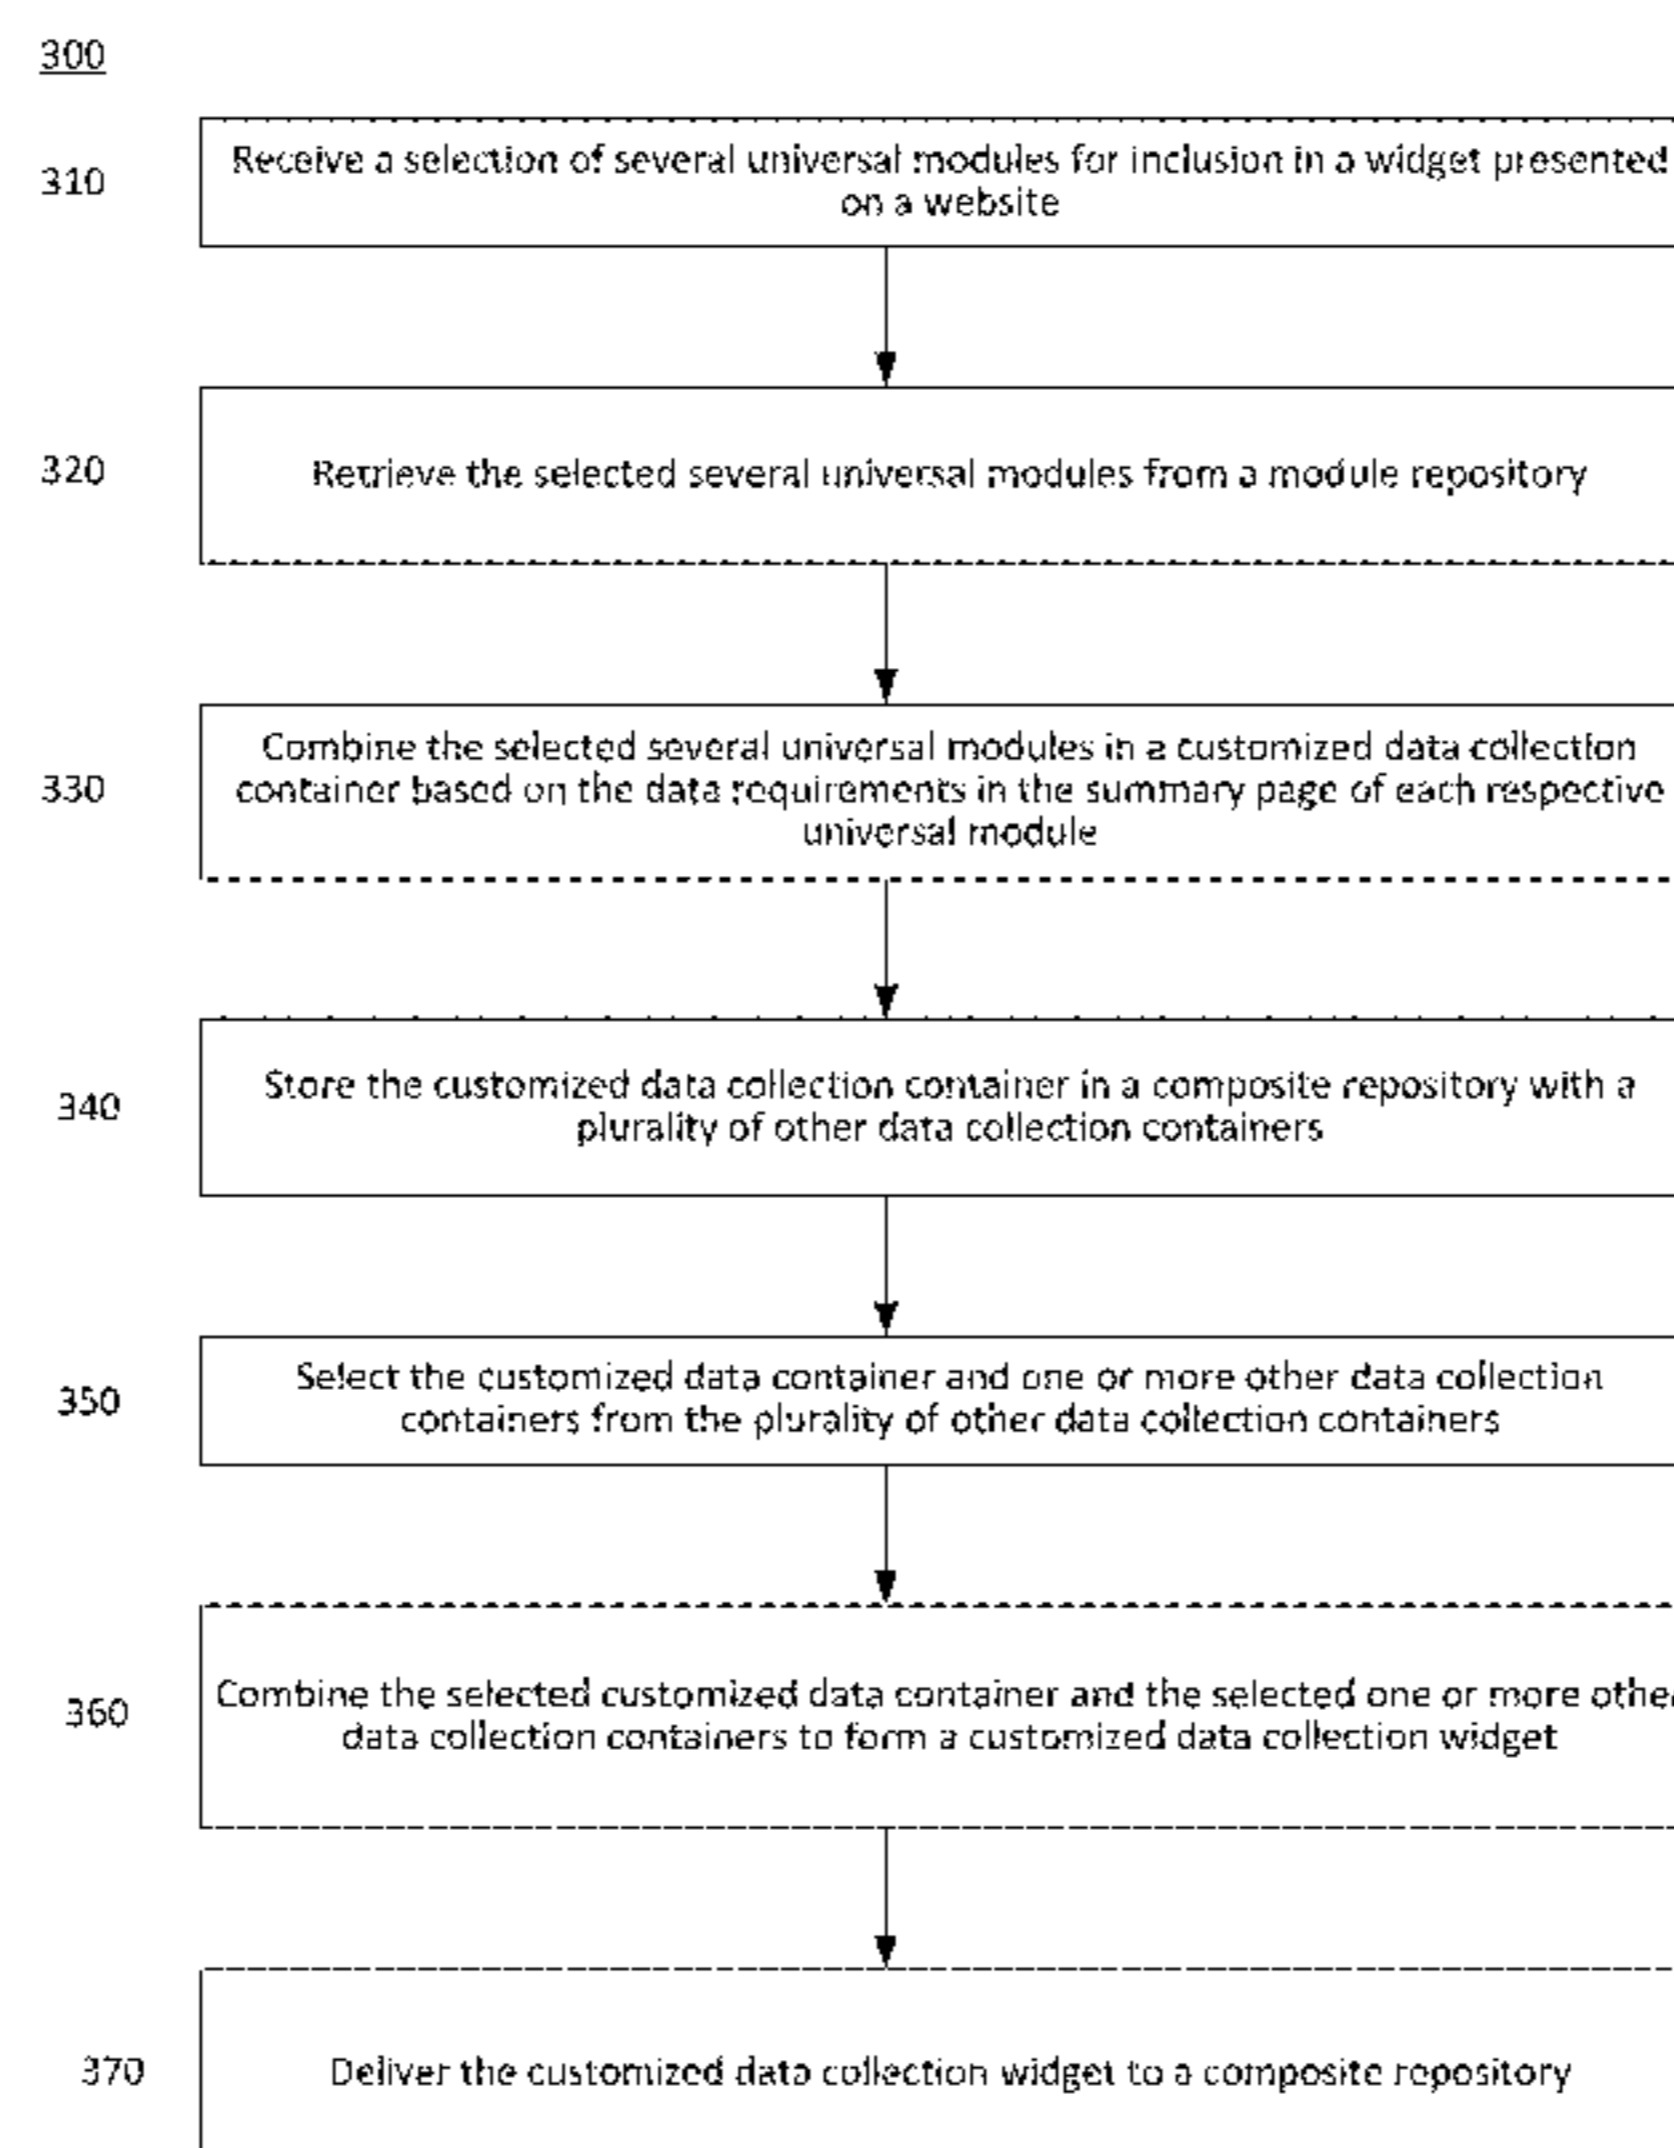 300
310
Receive a selection of several universal modules for inclusion in a widget presented
on a website
320
Retrieve the selected several universal modules from a module repository
330
Combine the selected several universal modules in a customized data collection
container based on the data requirements in the summary page of each respective
universal module
340
Store the customized data collection container in a composite repository with a
plurality of other data collection containers
350
Select the customized data container and one or more other data collection
containers from the plurality of other data collection containers
360
Combine the selected customized data container and the selected one or more other
data collection containers to form a customized data collection widget
370
Deliver the customized data collection widget to a composite repository